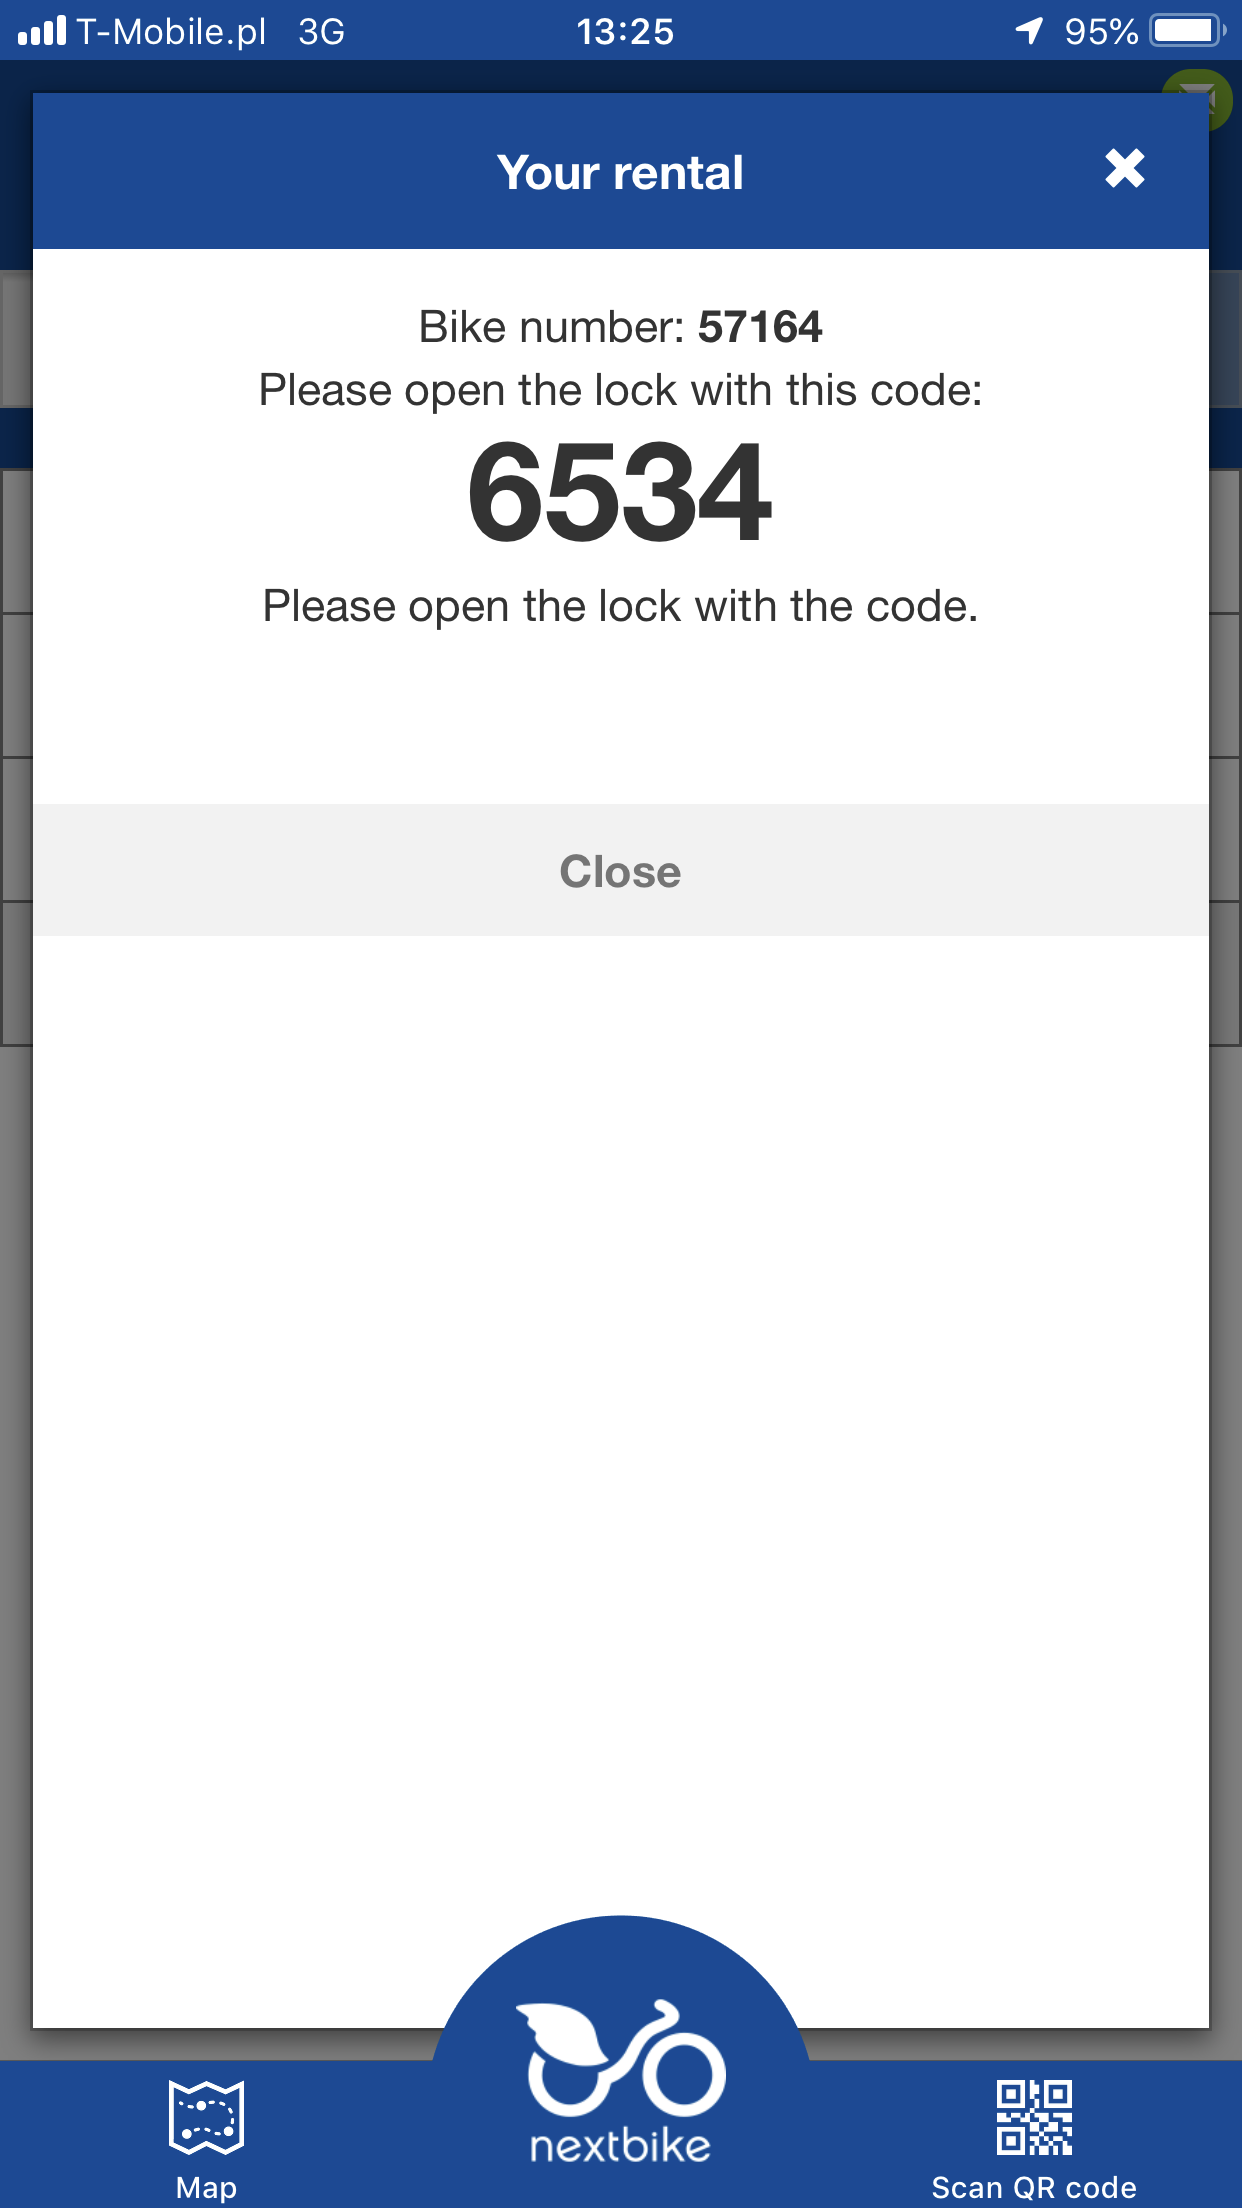 T-Mobile.pl 3G 13:25 95%
Your rental
Bike number: 57164
Please open the lock with this code:
6534
Please open the lock with the code.
Close
nextbike
Map
Scan QR code